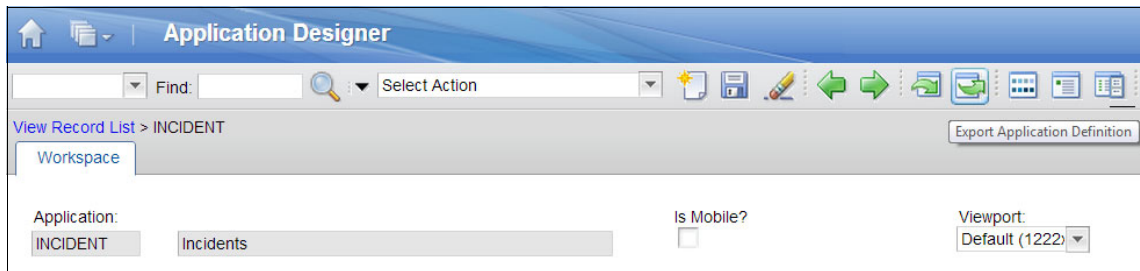 Application Designer
Find: Select Action
View Record List > INCIDENT
Export Application Definition
Workspace
Application: Is Mobile? Viewport:
INCIDENT Incidents Default (1222x